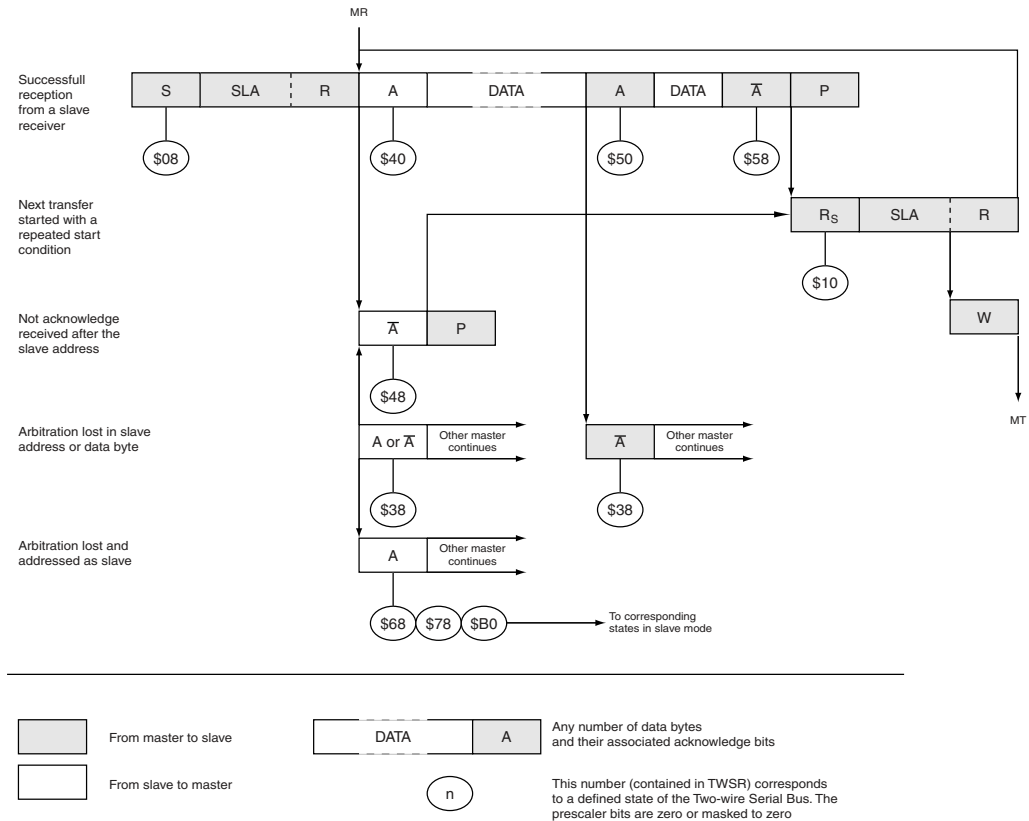 MR
Successfull
reception
from a slave
receiver
S SLA R A DATA A DATA A̅ P
$08 $40 $50 $58
Next transfer
started with a
repeated start
condition
RS SLA R
$10
Not acknowledge
received after the
slave address
A̅ P
W
$48
MT
Arbitration lost in slave
address or data byte
A or A̅
Other master
continues
A̅
Other master
continues
$38 $38
Arbitration lost and
addressed as slave
A
Other master
continues
$68 $78 $B0
To corresponding
states in slave mode
From master to slave
DATA A
Any number of data bytes
and their associated acknowledge bits
From slave to master
n
This number (contained in TWSR) corresponds
to a defined state of the Two-wire Serial Bus. The
prescaler bits are zero or masked to zero